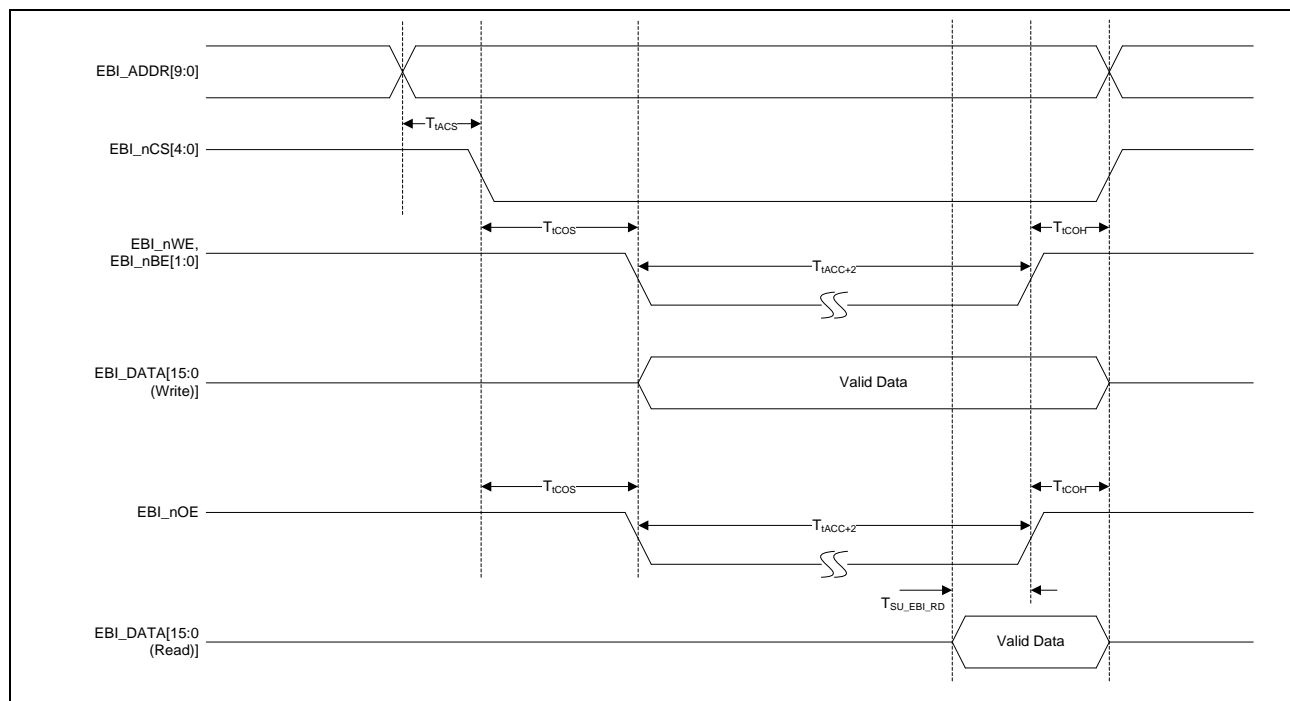 EBI_ADDR[9:0]
TtACS
EBI_nCS[4:0]
TtCOS
TtCOH
EBI_nWE,
EBI_nBE[1:0]
TtACC+2
EBI_DATA[15:0
(Write)]
Valid Data
TtCOS
TtCOH
EBI_nOE
TtACC+2
TSU_EBI_RD
EBI_DATA[15:0
(Read)]
Valid Data